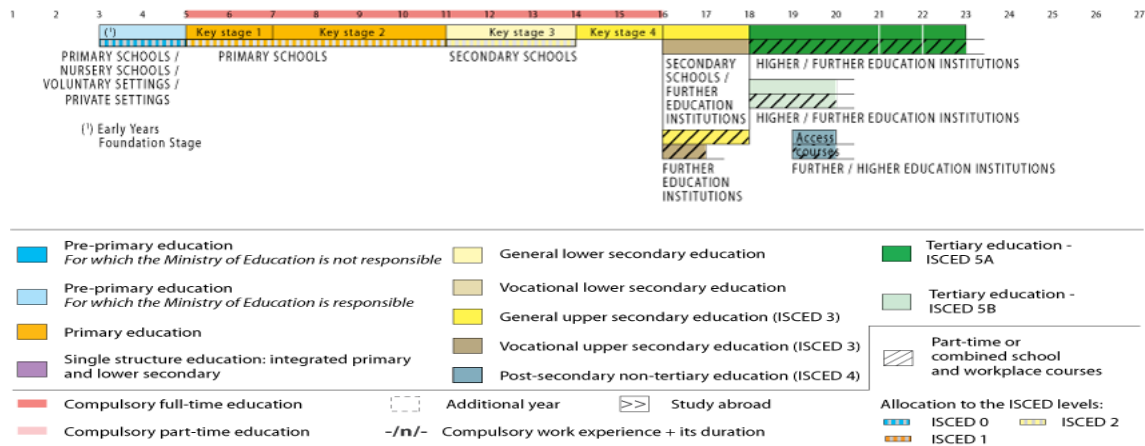 1 2 3 4 5 6 7 8 9 10 11 12 13 14 15 16 17 18 19 20 21 22 23 24 25 26 27
(¹) Key stage 1 Key stage 2 Key stage 3 Key stage 4
PRIMARY SCHOOLS /
NURSERY SCHOOLS /
VOLUNTARY SETTINGS /
PRIVATE SETTINGS
PRIMARY SCHOOLS
SECONDARY SCHOOLS
SECONDARY
SCHOOLS /
FURTHER
EDUCATION
INSTITUTIONS
HIGHER / FURTHER EDUCATION INSTITUTIONS
HIGHER / FURTHER EDUCATION INSTITUTIONS
(¹) Early Years
Foundation Stage
Access
courses
FURTHER
EDUCATION
INSTITUTIONS
FURTHER / HIGHER EDUCATION INSTITUTIONS
Pre-primary education
For which the Ministry of Education is not responsible
Pre-primary education
For which the Ministry of Education is responsible
Primary education
Single structure education: integrated primary
and lower secondary
General lower secondary education
Vocational lower secondary education
General upper secondary education (ISCED 3)
Vocational upper secondary education (ISCED 3)
Post-secondary non-tertiary education (ISCED 4)
Tertiary education -
ISCED 5A
Tertiary education -
ISCED 5B
Part-time or
combined school
and workplace courses
Compulsory full-time education
Additional year
>> Study abroad
Compulsory part-time education
-/n/- Compulsory work experience + its duration
Allocation to the ISCED levels:
ISCED 0 ISCED 2
ISCED 1